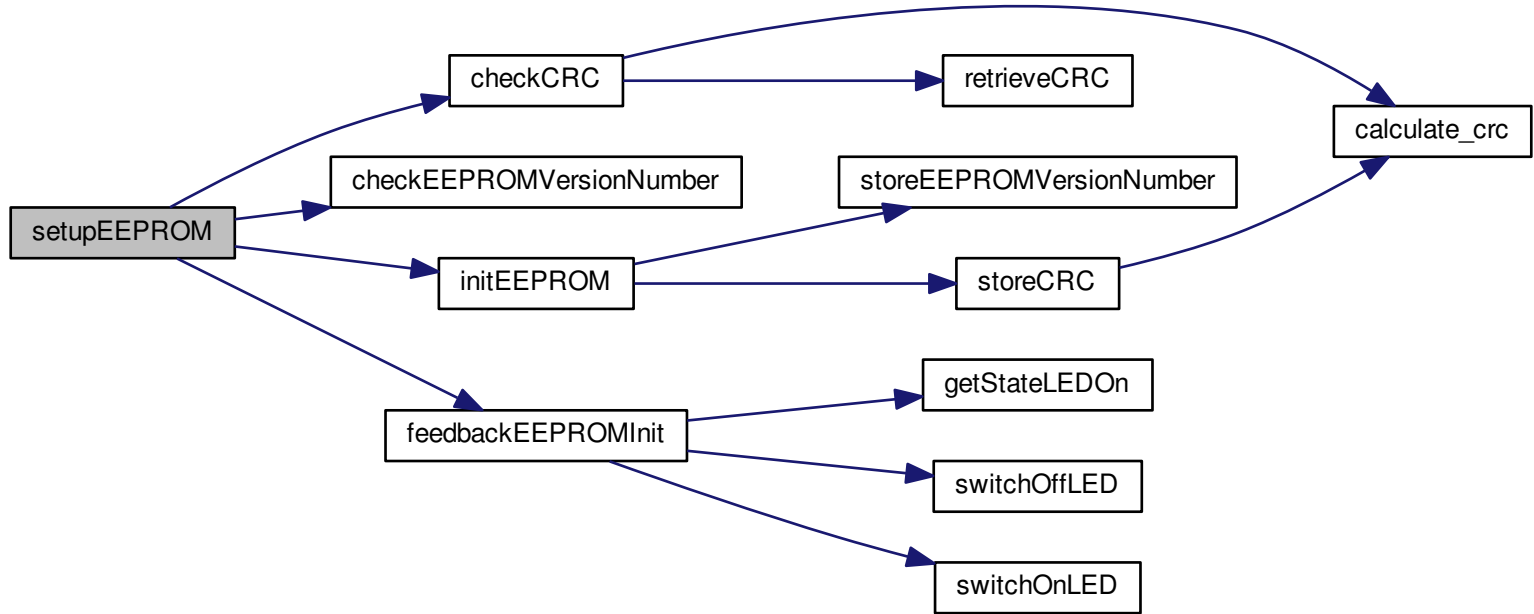 checkCRC
retrieveCRC
calculate_crc
checkEEPROMVersionNumber
storeEEPROMVersionNumber
setupEEPROM
initEEPROM
storeCRC
getStateLEDOn
feedbackEEPROMInit
switchOffLED
switchOnLED